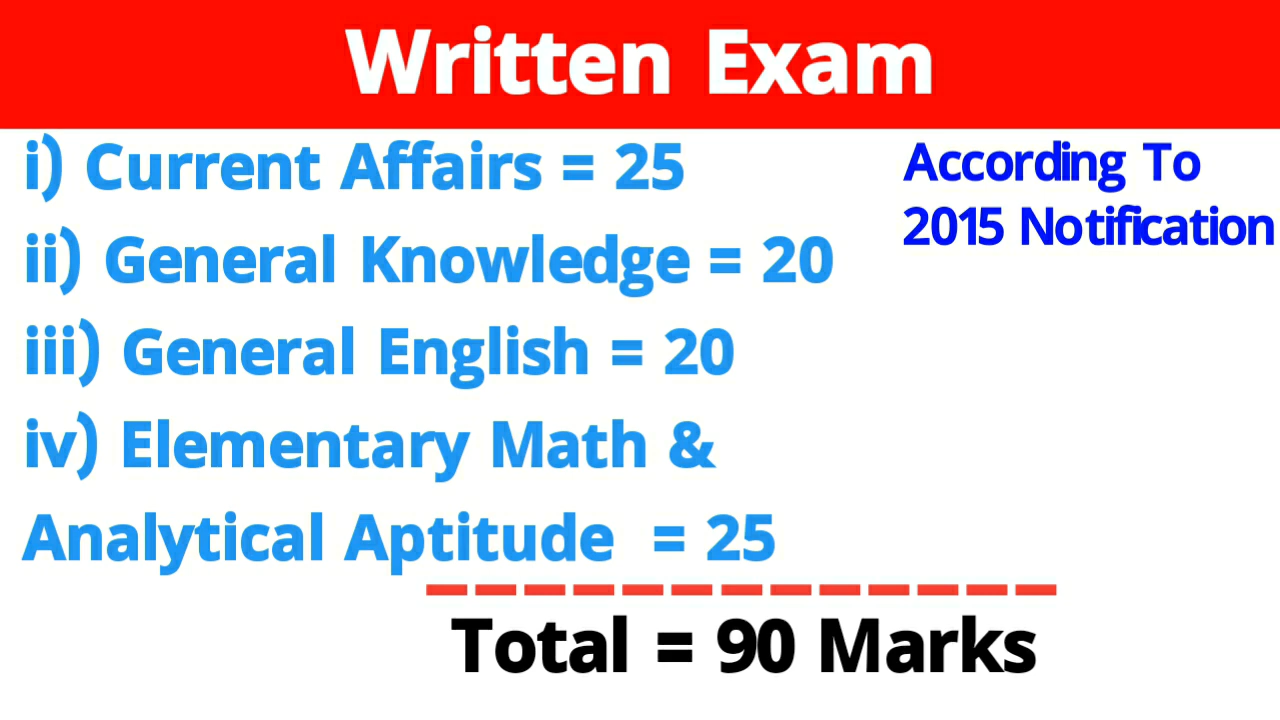 Written Exam
i) Current Affairs = 25
According To
2015 Notification
ii) General Knowledge = 20
iii) General English = 20
iv) Elementary Math &
Analytical Aptitude = 25
Total = 90 Marks